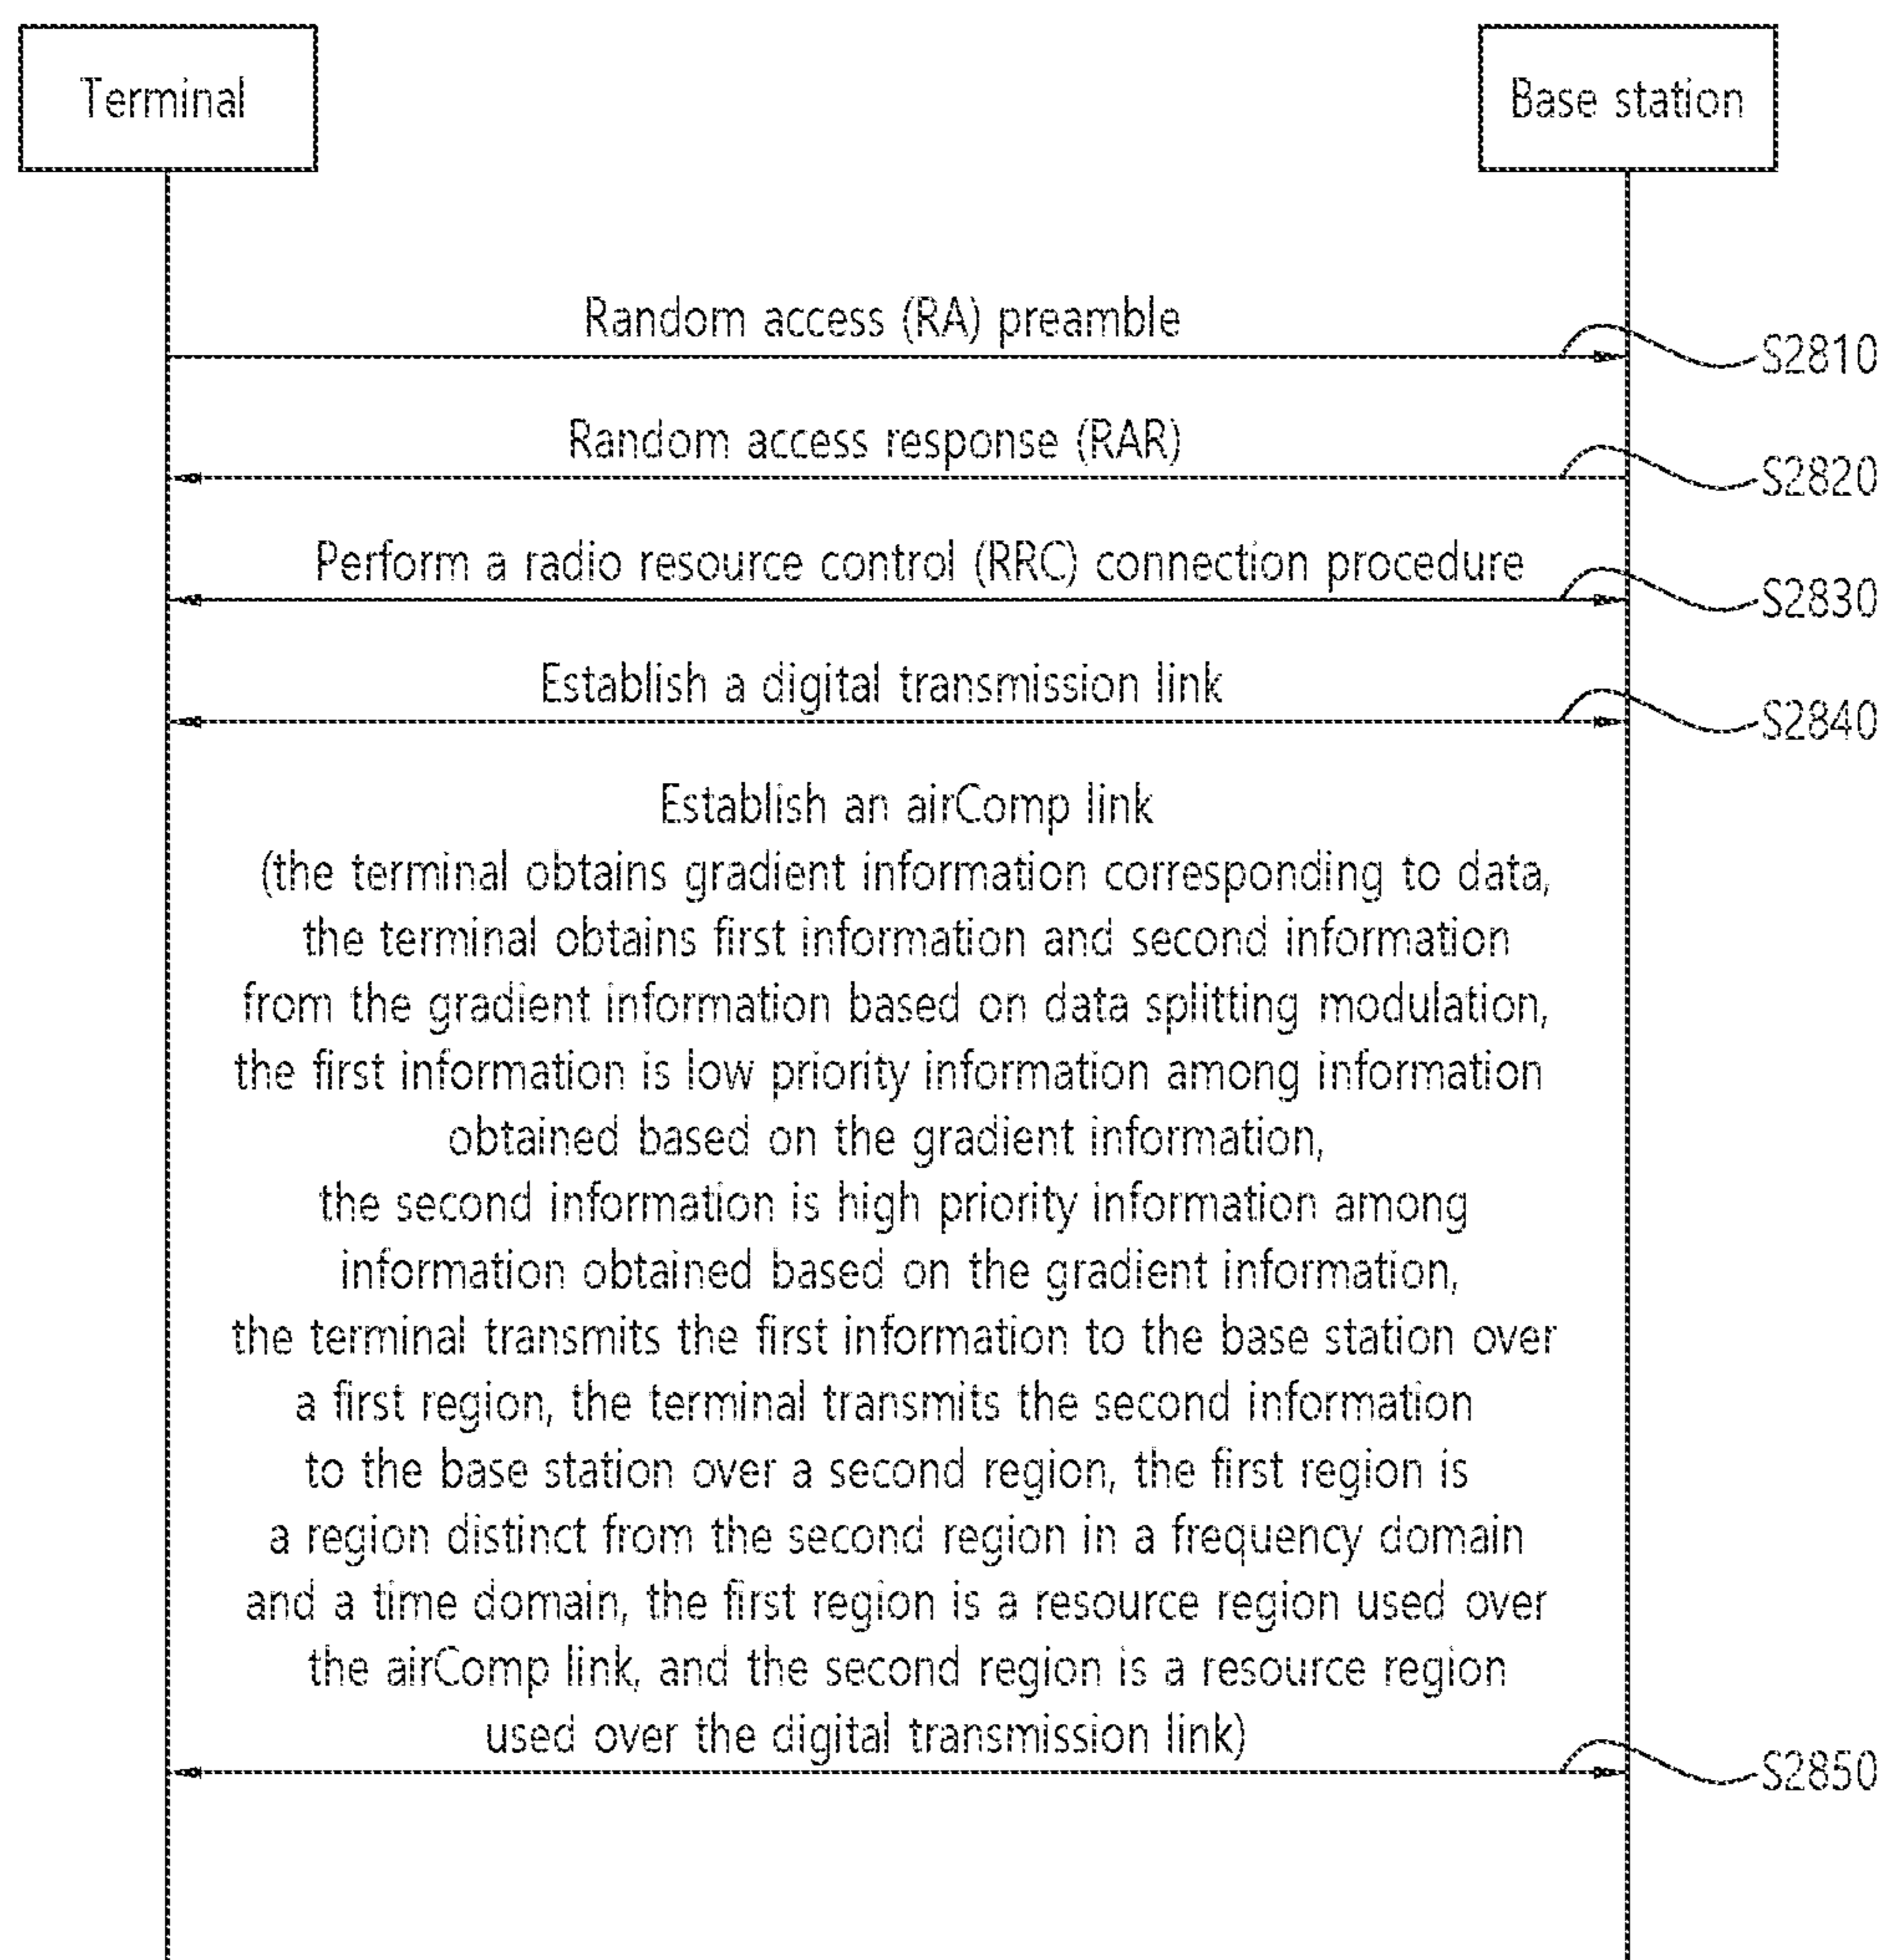 Terminal
Base station
Random access (RA) preamble
S2810
Random access response (RAR)
S2820
Perform a radio resource control (RRC) connection procedure
S2830
Establish a digital transmission link
S2840
Establish an airComp link
(the terminal obtains gradient information corresponding to data,
the terminal obtains first information and second information
from the gradient information based on data splitting modulation,
the first information is low priority information among information
obtained based on the gradient information,
the second information is high priority information among
information obtained based on the gradient information,
the terminal transmits the first information to the base station over
a first region, the terminal transmits the second information
to the base station over a second region, the first region is
a region distinct from the second region in a frequency domain
and a time domain, the first region is a resource region used over
the airComp link, and the second region is a resource region
used over the digital transmission link)
S2850